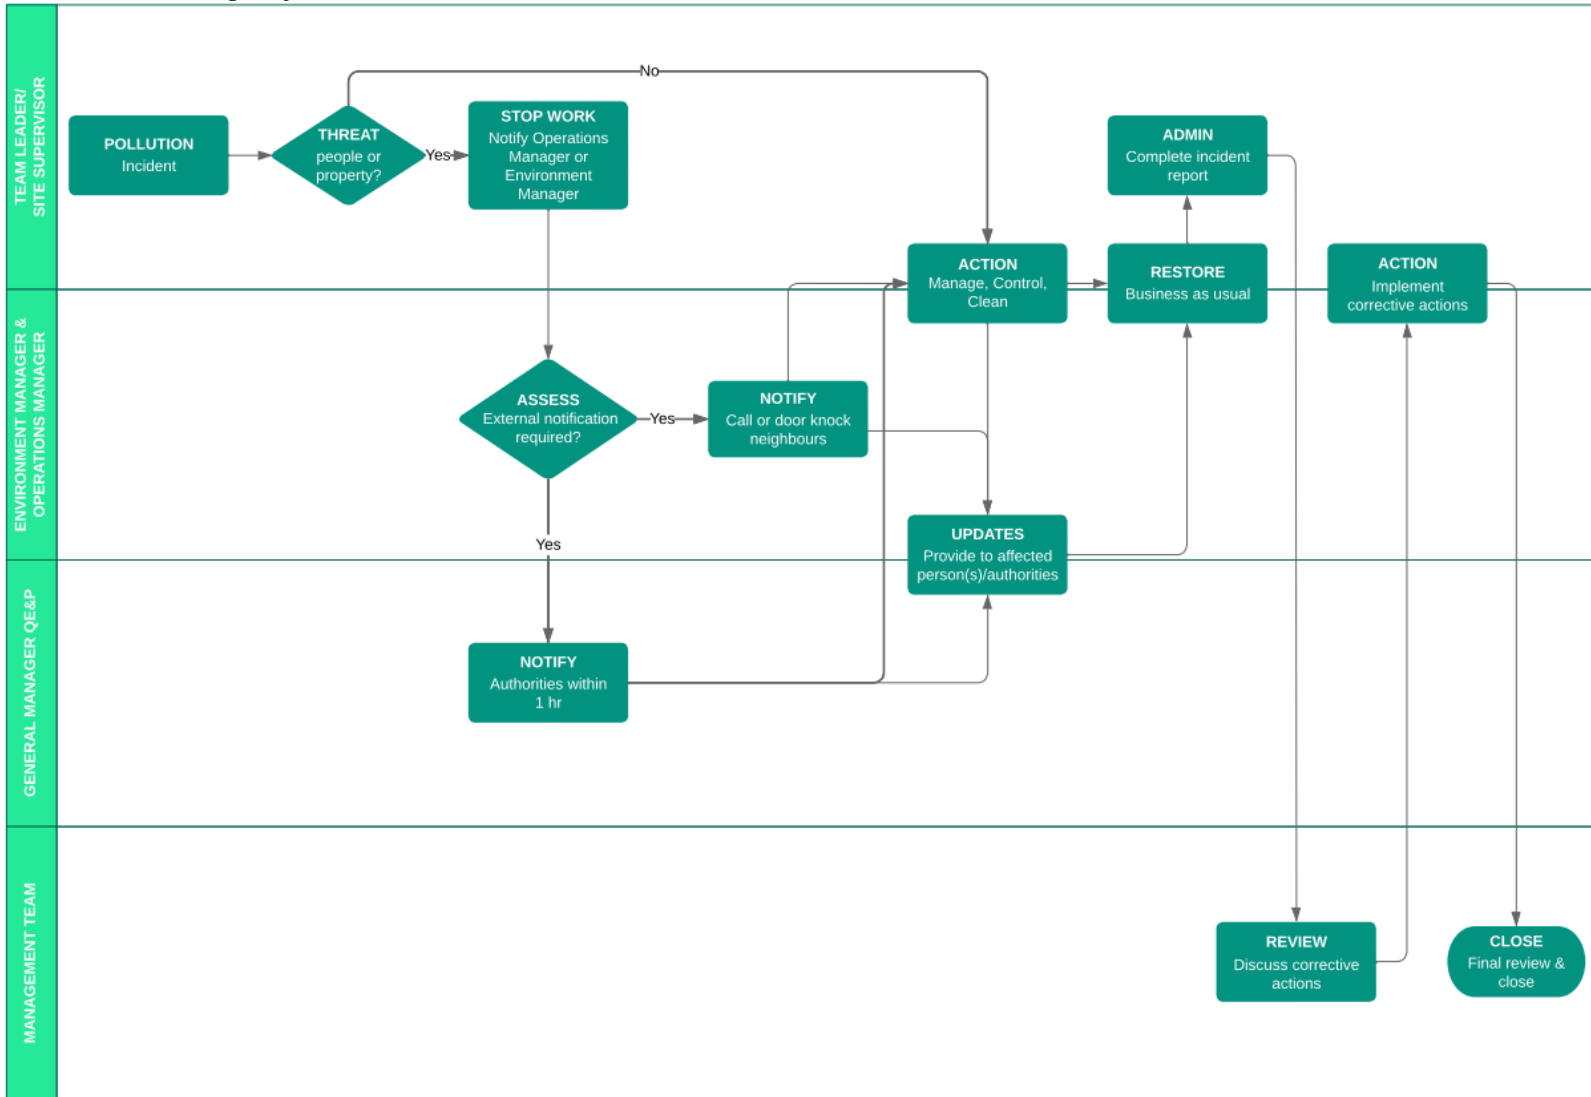 TEAM LEADER/
SITE SUPERVISOR
POLLUTION
Incident
THREAT
people or
property?
No
Yes
STOP WORK
Notify Operations
Manager or
Environment
Manager
ADMIN
Complete incident
report
ACTION
Manage, Control,
Clean
RESTORE
Business as usual
ACTION
Implement
corrective actions
ENVIRONMENT MANAGER &
OPERATIONS MANAGER
ASSESS
External notification
required?
Yes
NOTIFY
Call or door knock
neighbours
Yes
UPDATES
Provide to affected
person(s)/authorities
GENERAL MANAGER QE&P
NOTIFY
Authorities within
1 hr
MANAGEMENT TEAM
REVIEW
Discuss corrective
actions
CLOSE
Final review &
close